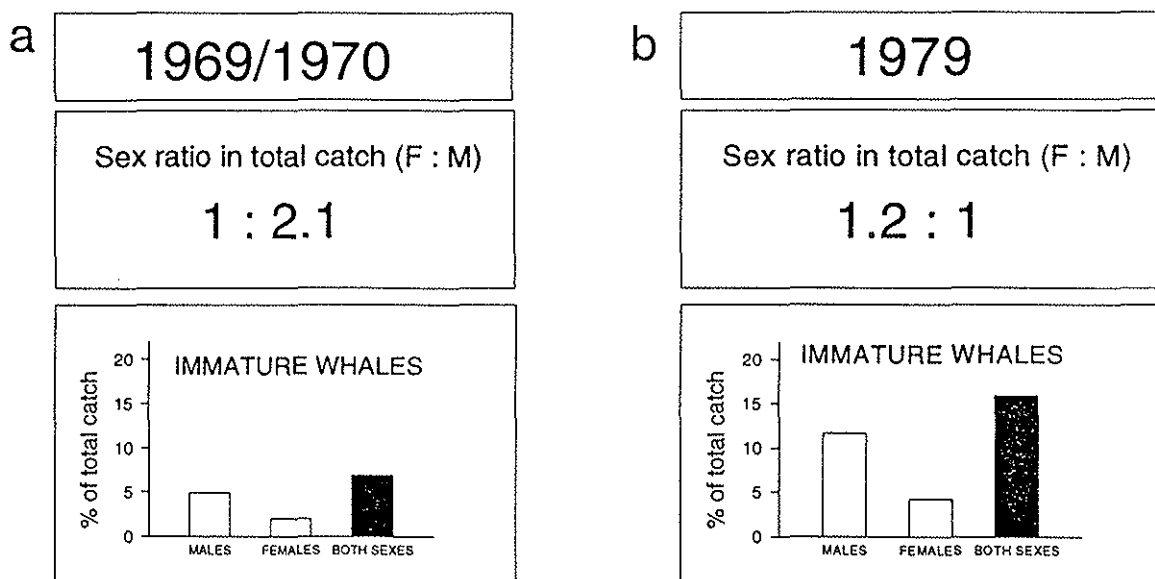 a
1969/1970
Sex ratio in total catch (F : M)
1 : 2.1
IMMATURE WHALES
% of total catch
20
15
10
5
0
MALES FEMALES BOTH SEXES
b
1979
Sex ratio in total catch (F : M)
1.2 : 1
IMMATURE WHALES
% of total catch
20
15
10
5
0
MALES FEMALES BOTH SEXES